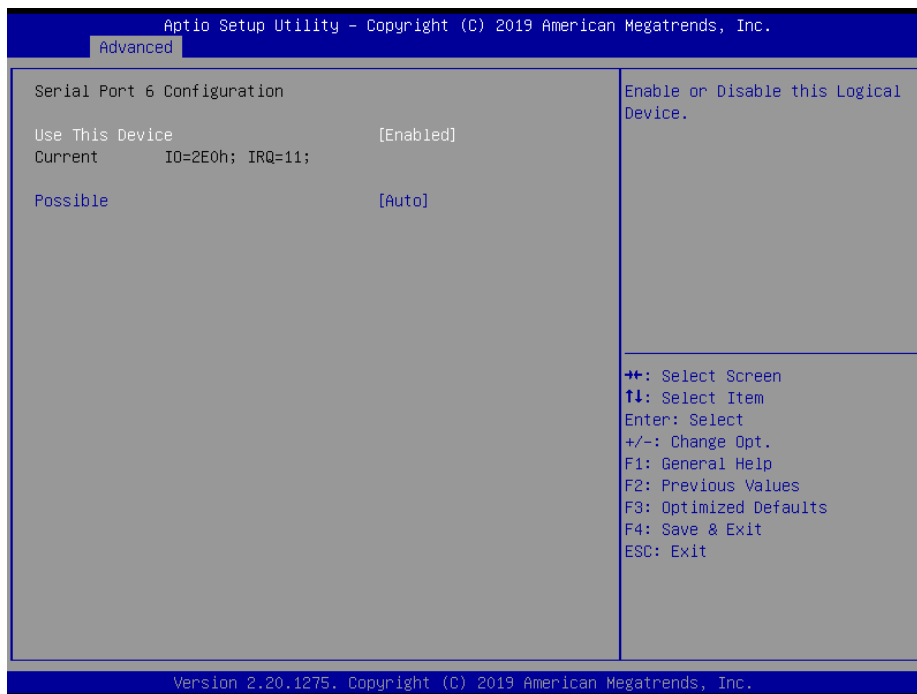 Aptio Setup Utility – Copyright (C) 2019 American Megatrends, Inc.
Advanced
Serial Port 6 Configuration
Use This Device [Enabled]
Current IO=2E0h; IRQ=11;
Possible [Auto]
Enable or Disable this Logical
Device.
→←: Select Screen
↑↓: Select Item
Enter: Select
+/-: Change Opt.
F1: General Help
F2: Previous Values
F3: Optimized Defaults
F4: Save & Exit
ESC: Exit
Version 2.20.1275. Copyright (C) 2019 American Megatrends, Inc.